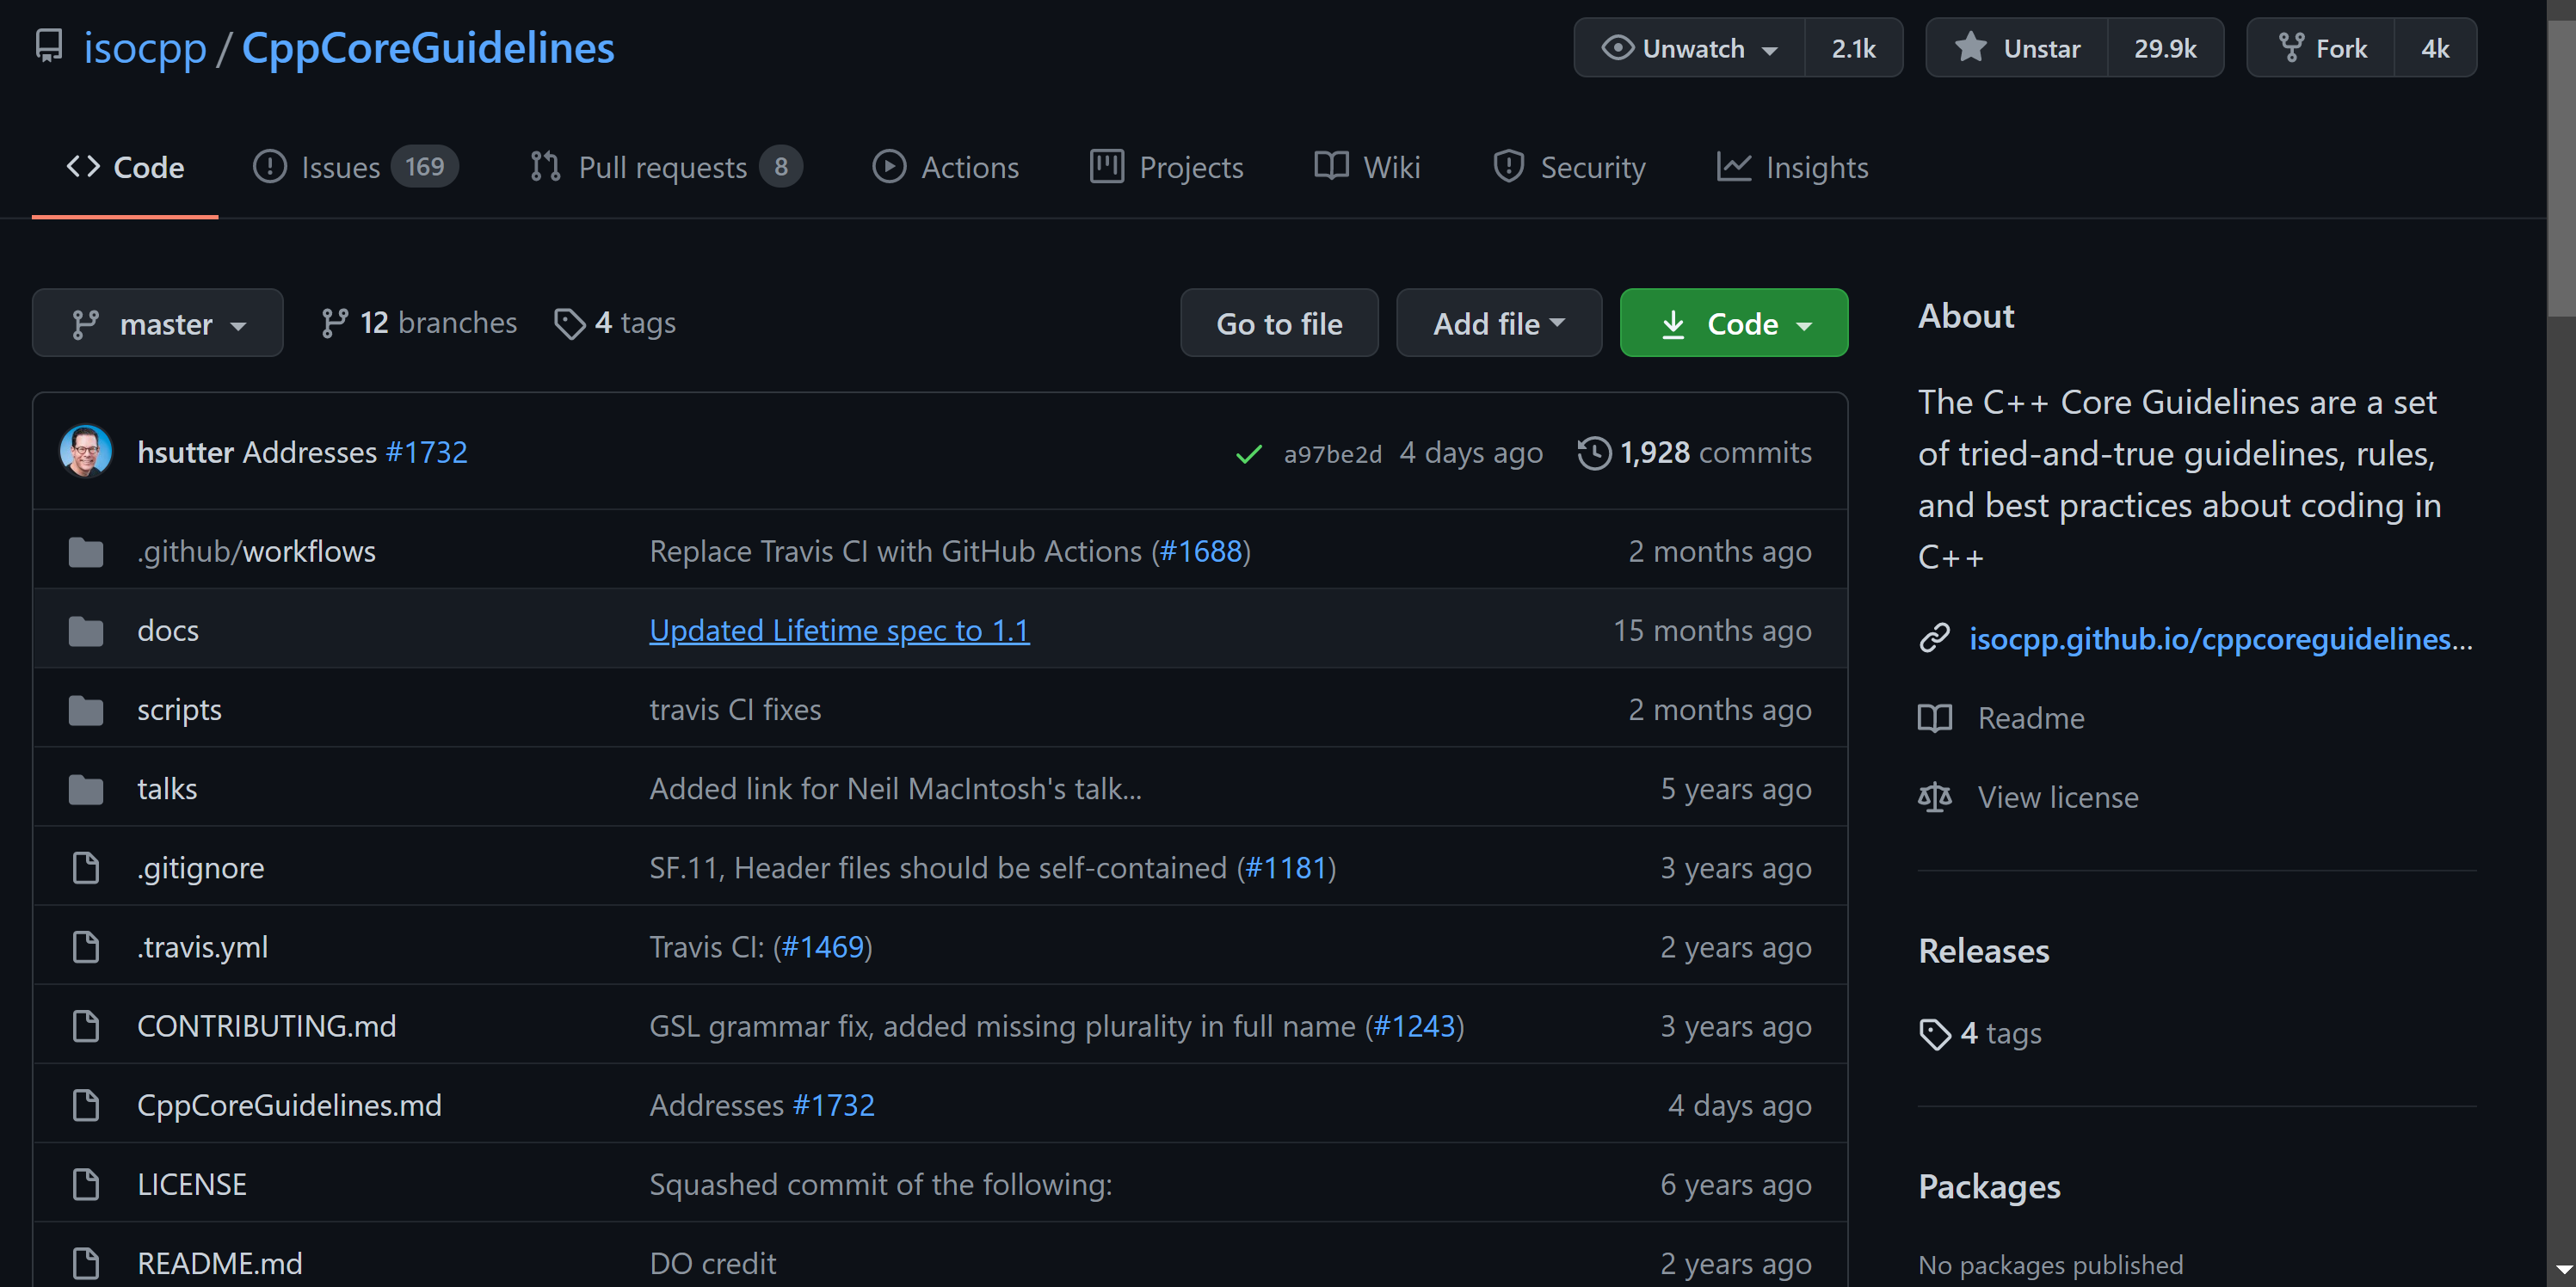 isocpp / CppCoreGuidelines
Unwatch 2.1k
Unstar 29.9k
Fork 4k
Code
Issues 169
Pull requests 8
Actions
Projects
Wiki
Security
Insights
master
12 branches
4 tags
Go to file
Add file
Code
hsutter Addresses #1732
a97be2d 4 days ago
1,928 commits
.github/workflows Replace Travis CI with GitHub Actions (#1688) 2 months ago
docs Updated Lifetime spec to 1.1 15 months ago
scripts travis CI fixes 2 months ago
talks Added link for Neil MacIntosh's talk... 5 years ago
.gitignore SF.11, Header files should be self-contained (#1181) 3 years ago
.travis.yml Travis CI: (#1469) 2 years ago
CONTRIBUTING.md GSL grammar fix, added missing plurality in full name (#1243) 3 years ago
CppCoreGuidelines.md Addresses #1732 4 days ago
LICENSE Squashed commit of the following: 6 years ago
README.md DO credit 2 years ago
About
The C++ Core Guidelines are a set
of tried-and-true guidelines, rules,
and best practices about coding in
C++
isocpp.github.io/cppcoreguidelines...
Readme
View license
Releases
4 tags
Packages
No packages published